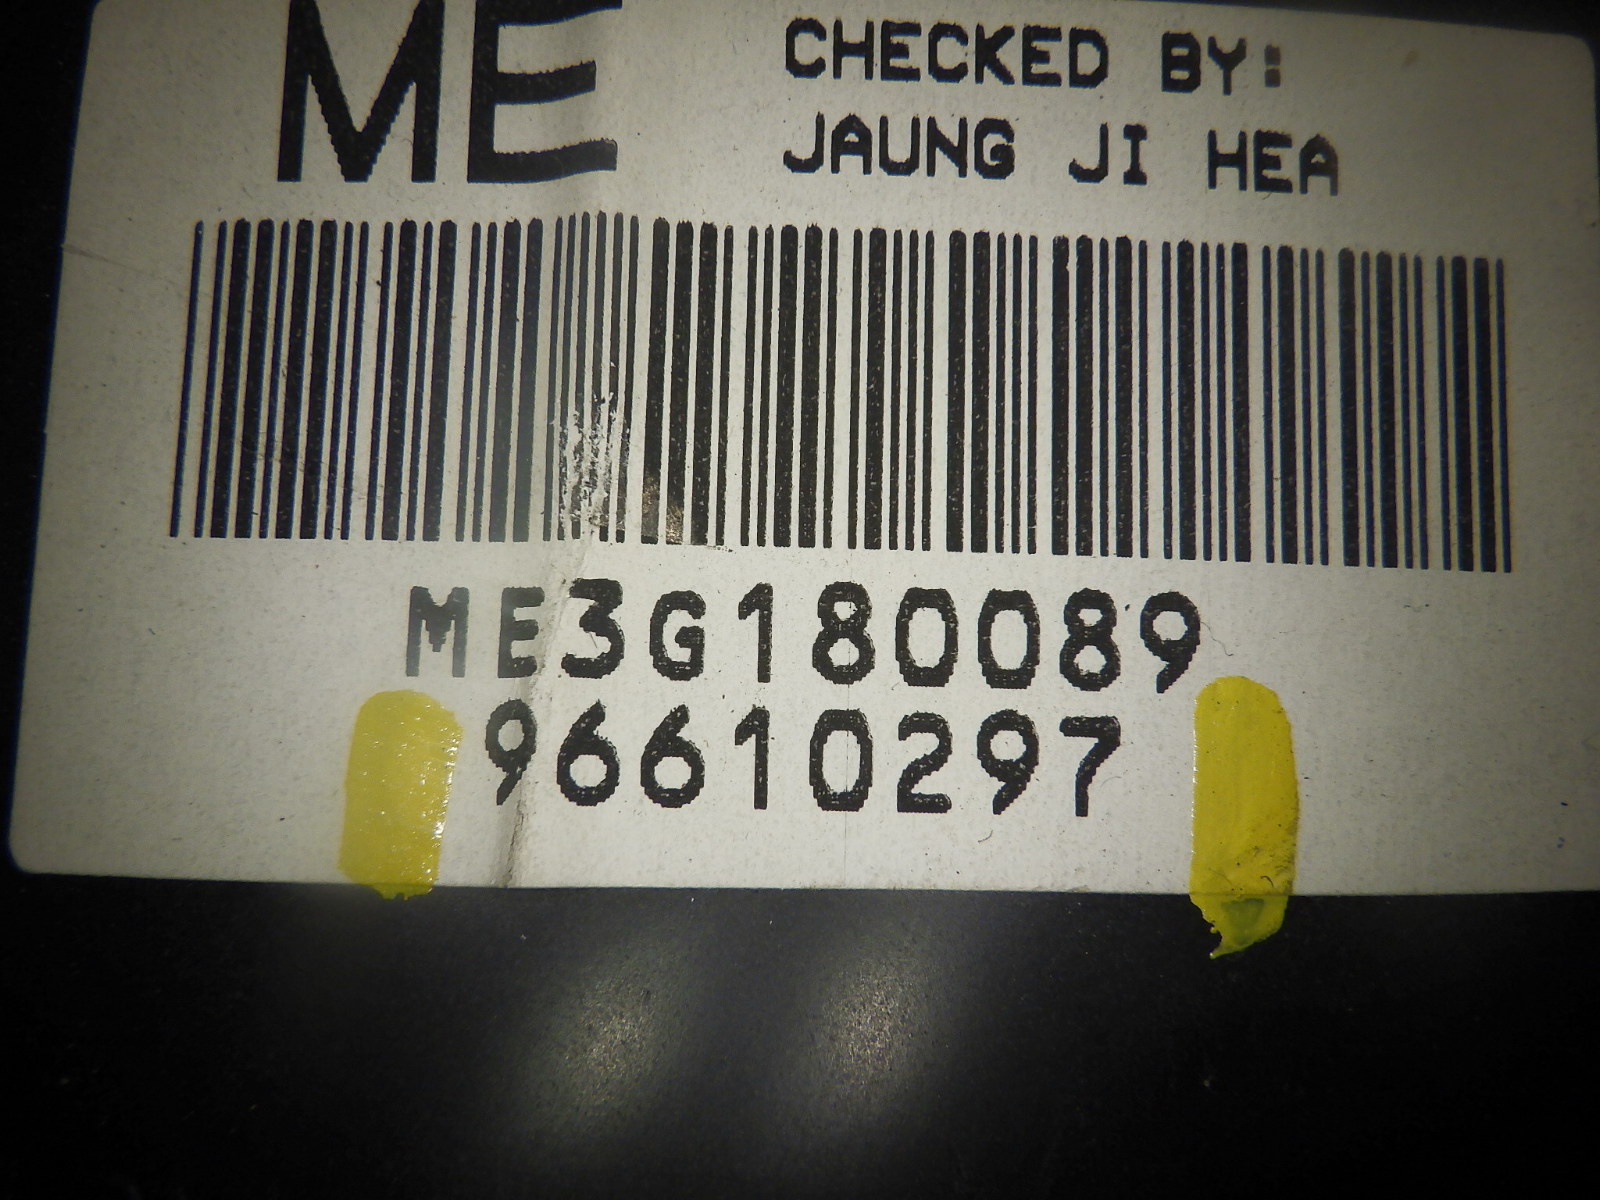 ME
CHECKED BY:
JAUNG JI HEA
ME3G180089
96610297